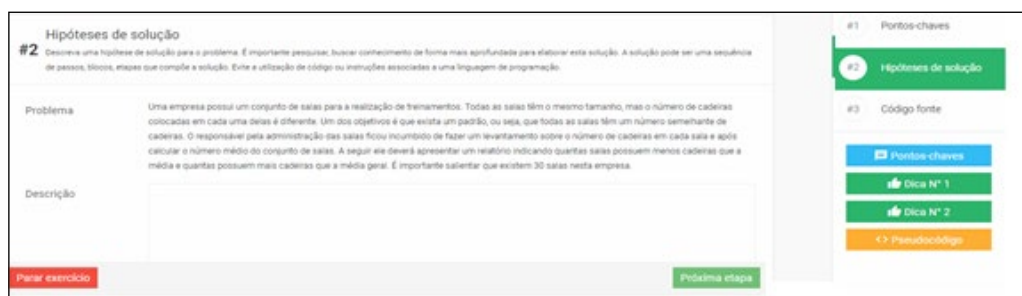 Hipóteses de solução
#2 Descreva uma hipótese de solução para o problema. É importante pesquisar, buscar conhecimento de forma mais aprofundada para elaborar esta solução. A solução pode ser uma sequência
de passos, blocos, etapas que compõe a solução. Evite a utilização de código ou instruções associadas a uma linguagem de programação.
Problema
Uma empresa possui um conjunto de salas para a realização de treinamentos. Todas as salas têm o mesmo tamanho, mas o número de cadeiras
colocadas em cada uma delas é diferente. Um dos objetivos é que exista um padrão, ou seja, que todas as salas têm um número semelhante de
cadeiras. O responsável pela administração das salas ficou incumbido de fazer um levantamento sobre o número de cadeiras em cada sala e após
calcular o número médio do conjunto de salas. A seguir ele deverá apresentar um relatório indicando quantas salas possuem menos cadeiras que a
média e quantas possuem mais cadeiras que a média geral. É importante salientar que existem 30 salas nesta empresa.
Descrição
Parar exercício
Próxima etapa
#1 Pontos-chaves
#2 Hipóteses de solução
#3 Código fonte
Pontos-chaves
Dica N° 1
Dica N° 2
<> Pseudocódigo